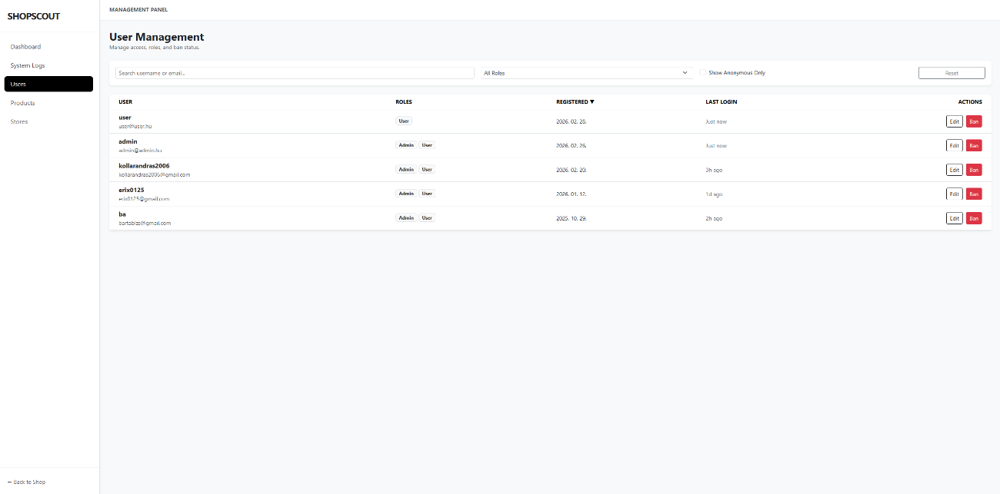 SHOPSCOUT
MANAGEMENT PANEL
Dashboard
System Logs
Users
Products
Stores
← Back to Shop
User Management
Manage access, roles, and ban status.
Search username or email...
All Roles
Show Anonymous Only
Reset
USER ROLES REGISTERED ▼ LAST LOGIN ACTIONS
user User 2026. 02. 28. Just now Edit Ban
user@user.hu
admin Admin User 2026. 02. 26. Just now Edit Ban
admin@admin.hu
kollarandras2006 Admin User 2026. 02. 20. 3h ago Edit Ban
kollarandras2006@gmail.com
erix0125 Admin User 2026. 01. 12. 1d ago Edit Ban
erix0125@gmail.com
ba Admin User 2025. 10. 29. 2h ago Edit Ban
bartabizs@gmail.com